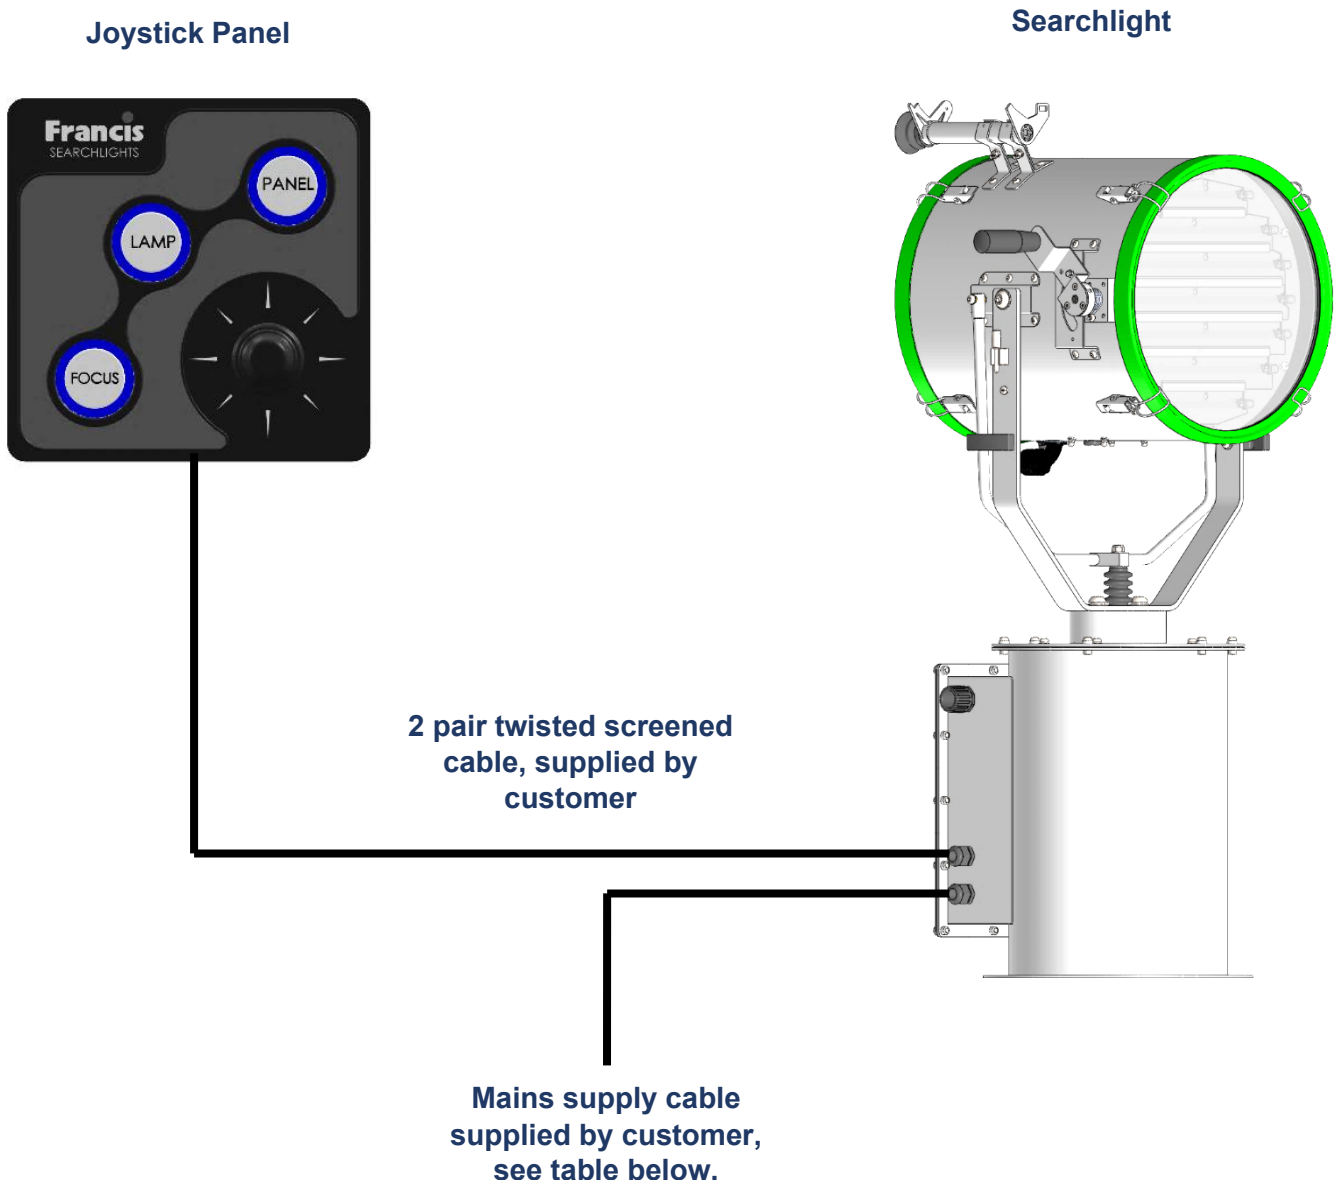 Joystick Panel
Searchlight
Francis
SEARCHLIGHTS
PANEL
LAMP
FOCUS
2 pair twisted screened
cable, supplied by
customer
Mains supply cable
supplied by customer,
see table below.